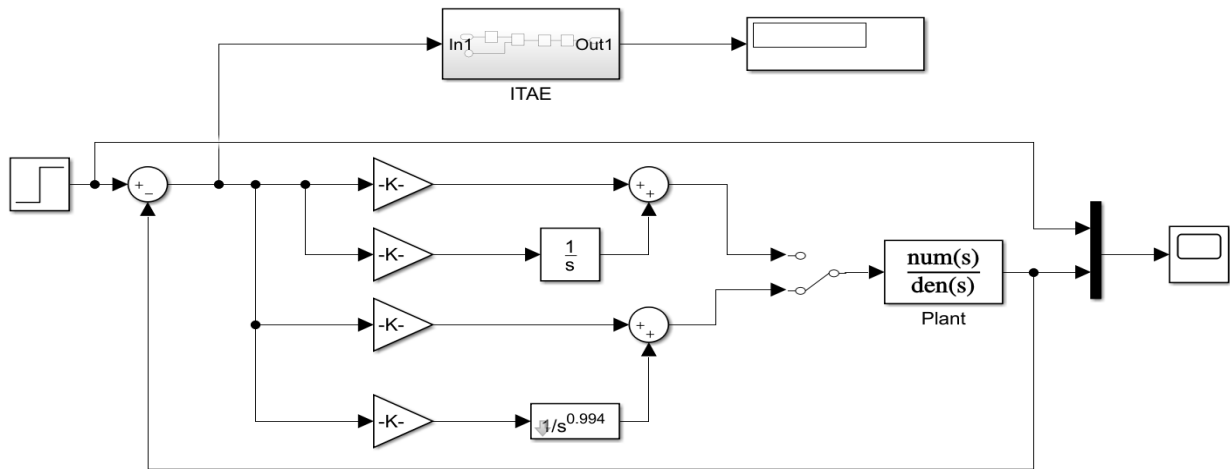 In1 Out1
ITAE
+
−
-K-
+
+
-K-
1
s
num(s)
den(s)
Plant
-K-
+
+
-K-
1/s^0.994